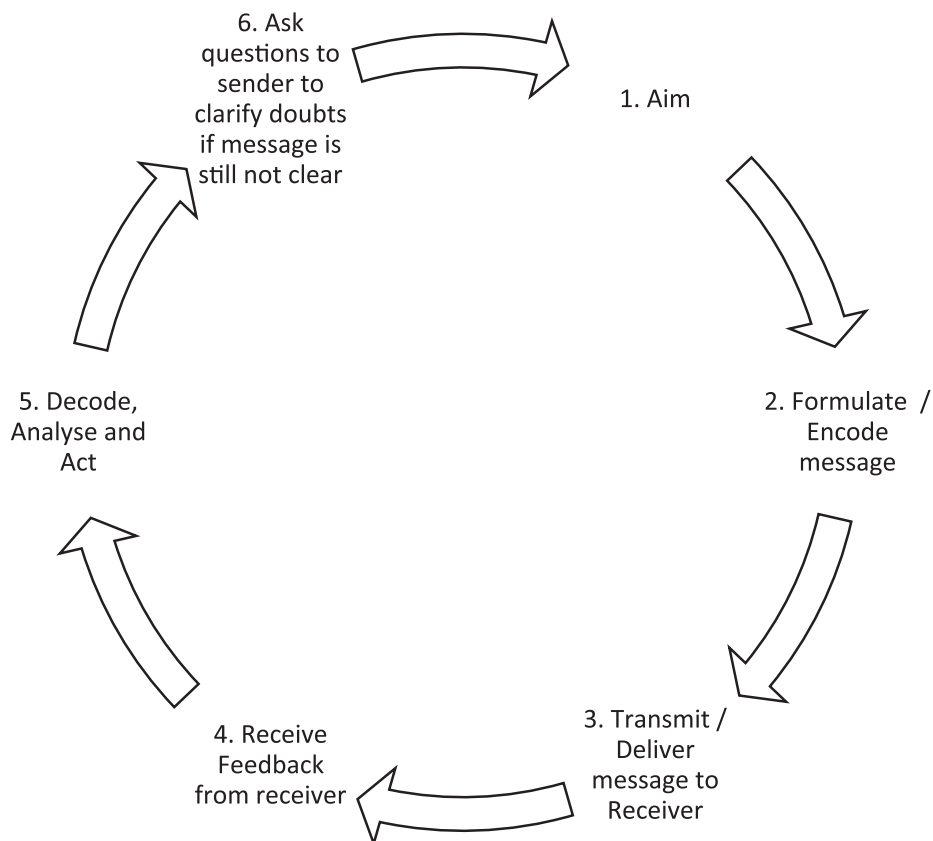 1. Aim
2. Formulate /
Encode
message
3. Transmit /
Deliver
message to
Receiver
4. Receive
Feedback
from receiver
5. Decode,
Analyse and
Act
6. Ask
questions to
sender to
clarify doubts
if message is
still not clear